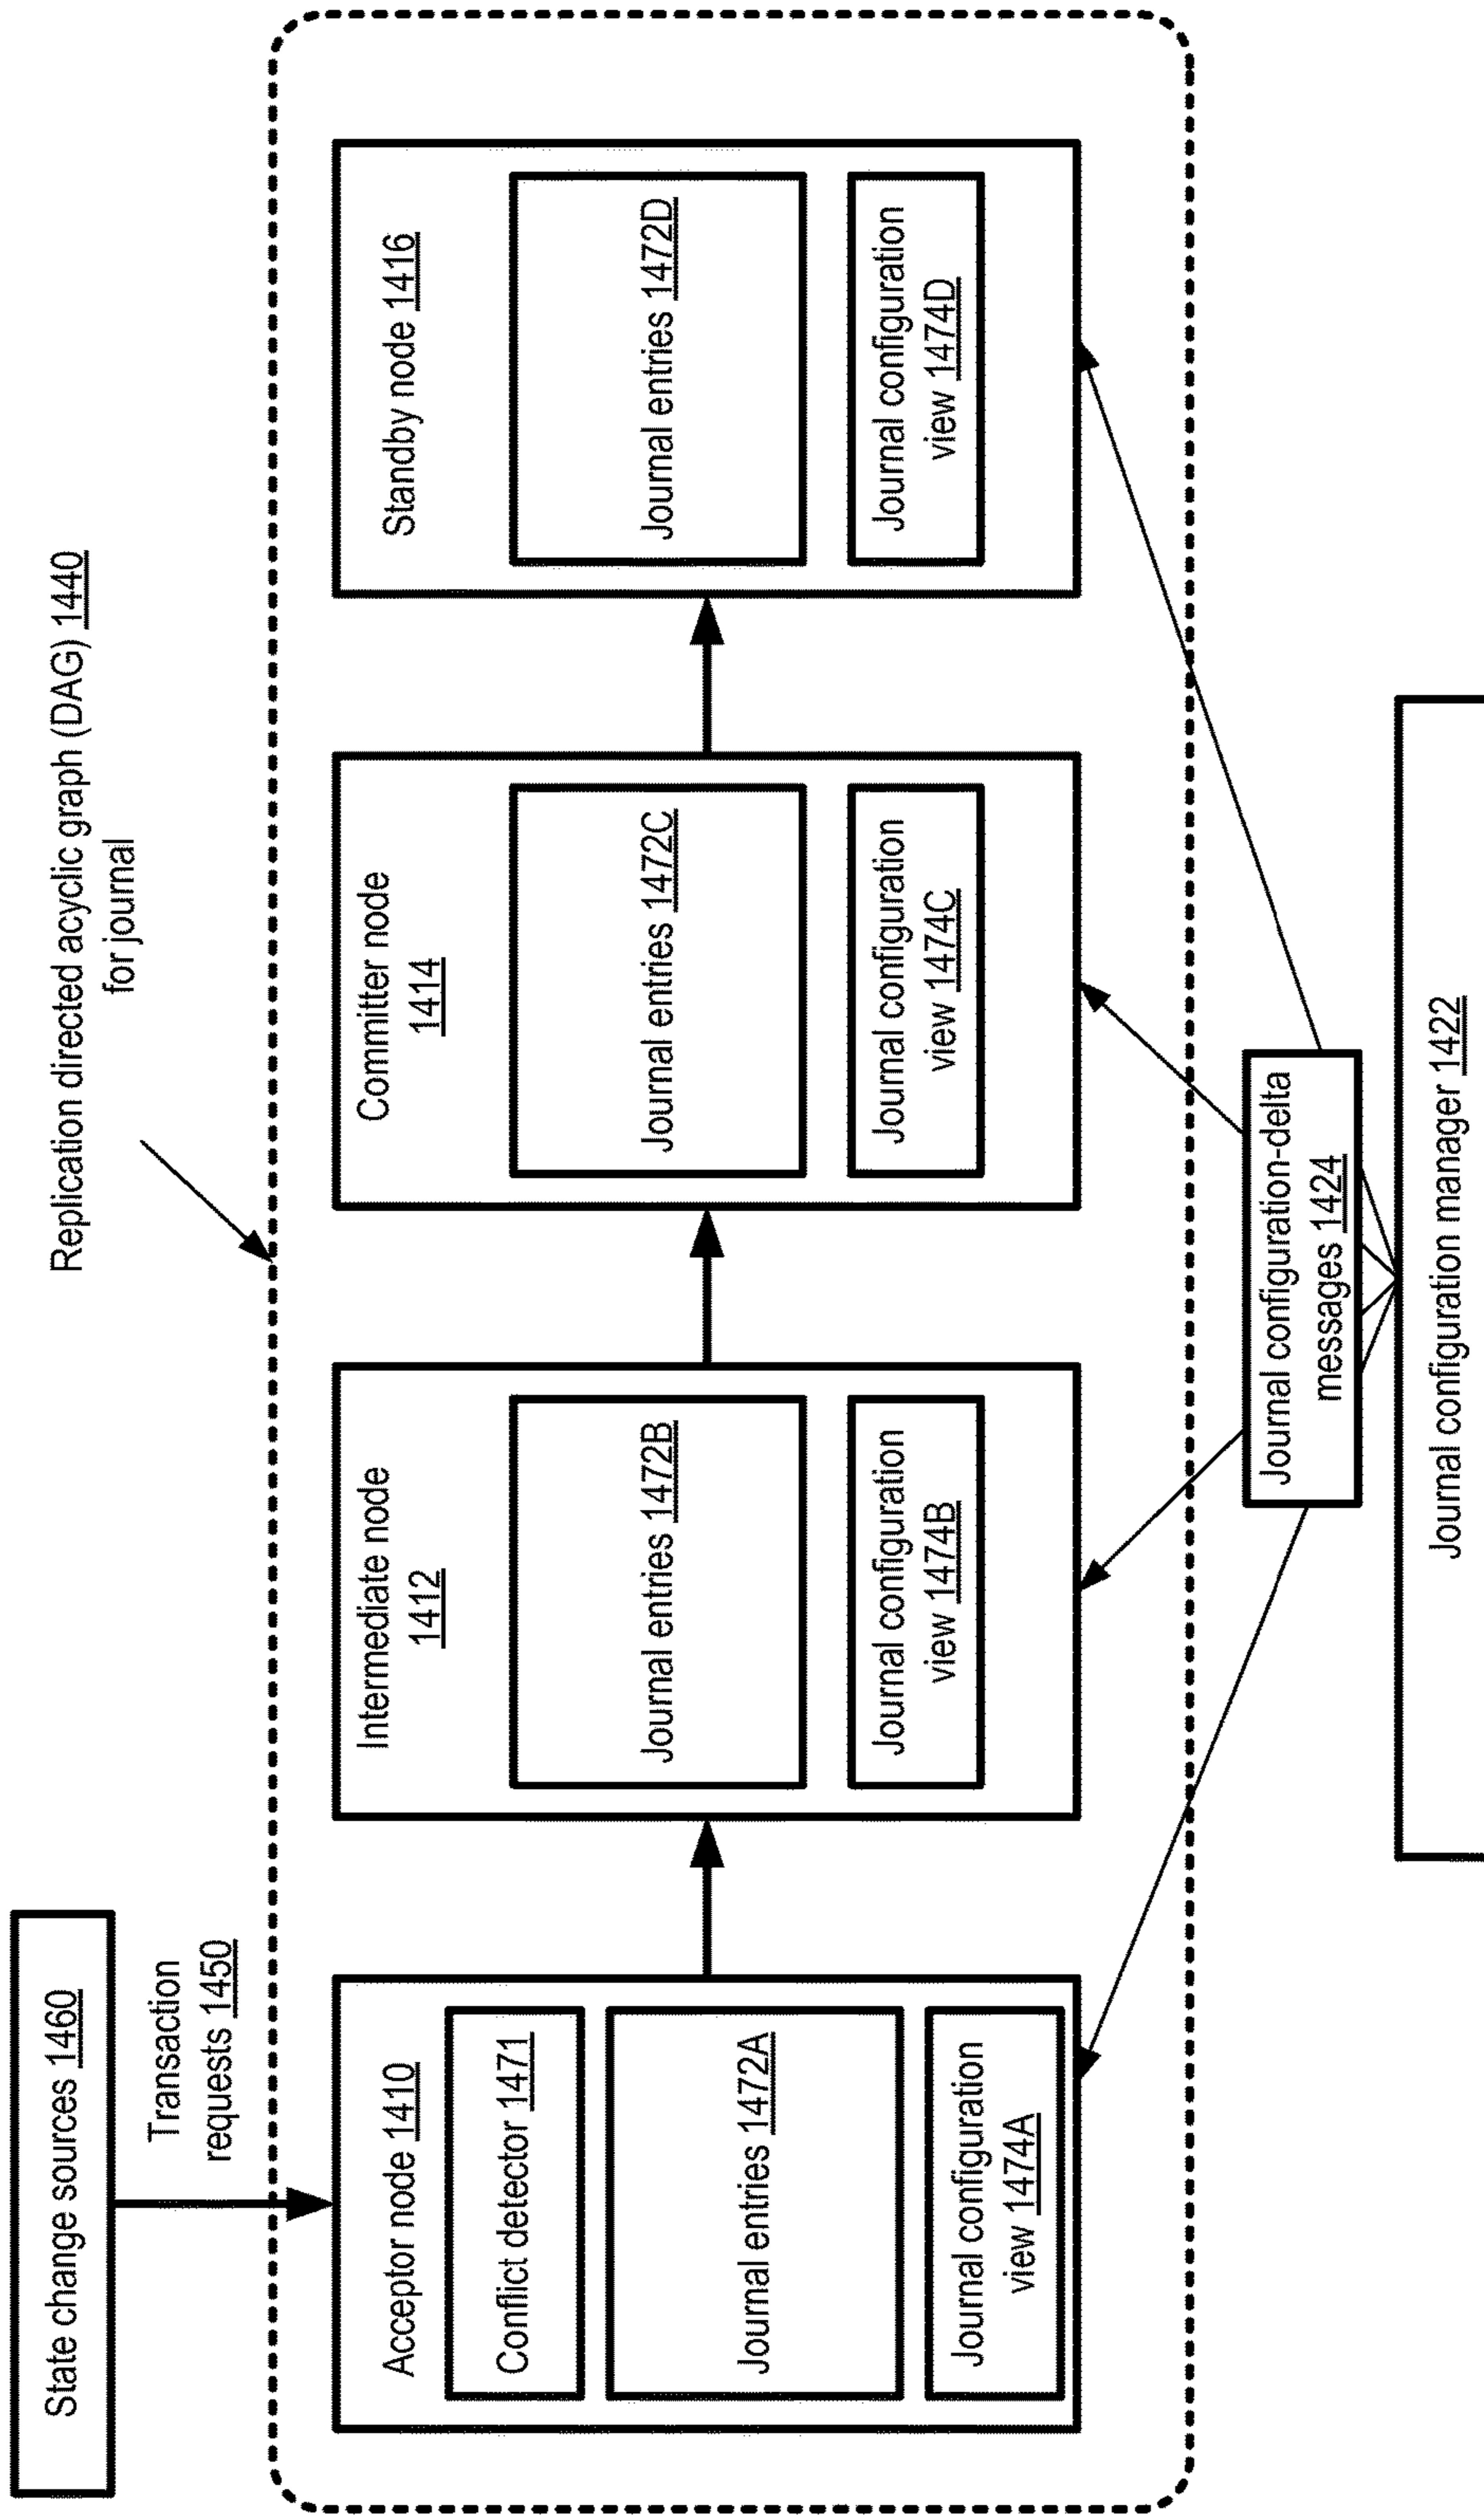 State change sources 1460
Transaction
requests 1450
Replication directed acyclic graph (DAG) 1440
for journal
Acceptor node 1410
Conflict detector 1471
Journal entries 1472A
Journal configuration
view 1474A
Intermediate node
1412
Journal entries 1472B
Journal configuration
view 1474B
Committer node
1414
Journal entries 1472C
Journal configuration
view 1474C
Standby node 1416
Journal entries 1472D
Journal configuration
view 1474D
Journal configuration-delta
messages 1424
Journal configuration manager 1422